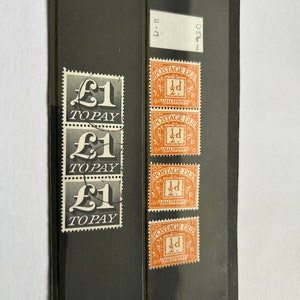 £1
TO PAY
£1
TO PAY
£1
TO PAY
POSTAGE DUE
½d
HALFPENNY
POSTAGE DUE
½d
HALFPENNY
POSTAGE DUE
½d
HALFPENNY
POSTAGE DUE
½d
HALFPENNY